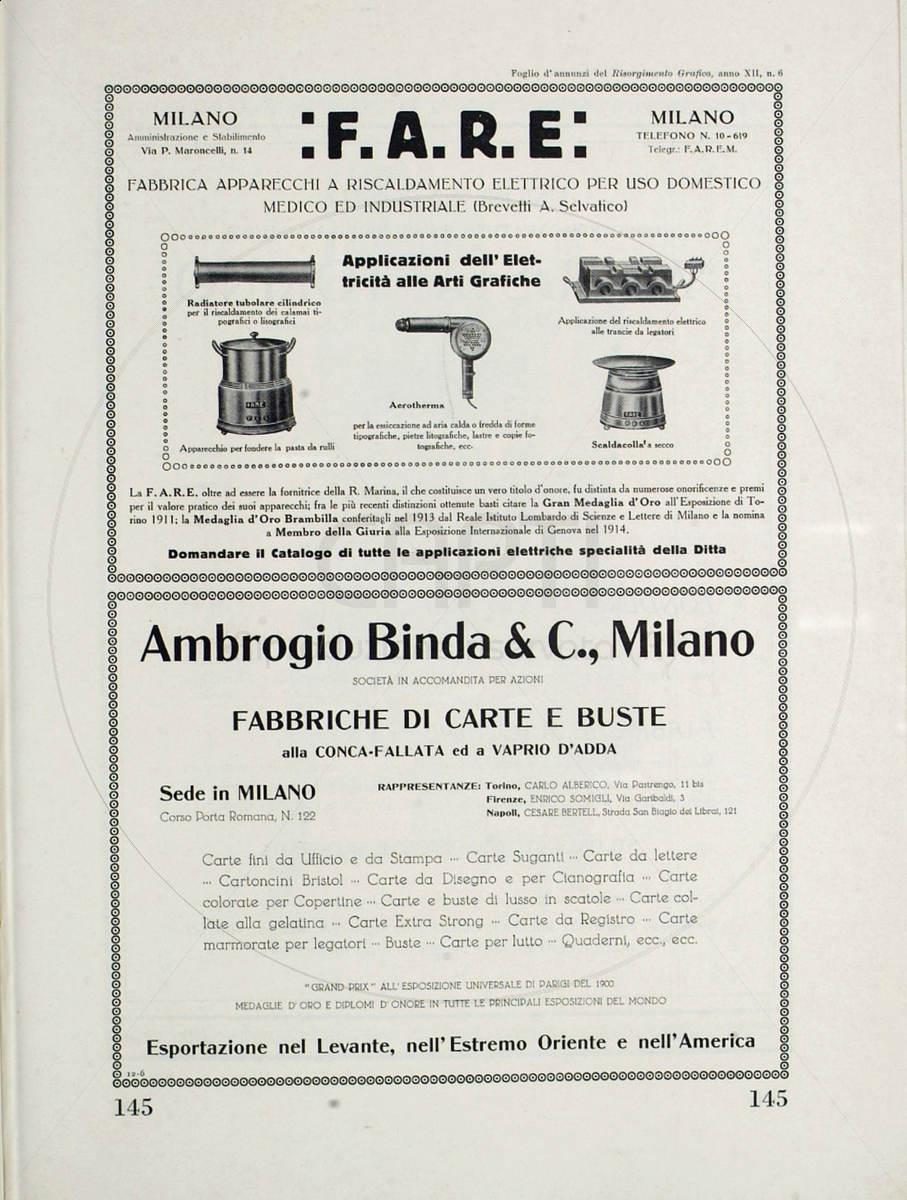 Foglio d'annunzi del Risorgimento Grafico, anno XII, n. 6
MILANO
Amministrazione e Stabilimento
Via P. Maroncelli, n. 14
:F.A.R.E:
MILANO
TELEFONO N. 10-619
Telegr.: F.A.R.E.M.
FABBRICA APPARECCHI A RISCALDAMENTO ELETTRICO PER USO DOMESTICO
MEDICO ED INDUSTRIALE (Brevetti A. Selvatico)
Applicazioni dell'Elet-
tricità alle Arti Grafiche
Radiatore tubolare cilindrico
per il riscaldamento dei calamai ti-
pografici o litografici
Applicazione del riscaldamento elettrico
alle trancie da legatori
FARE
FARE
Aerotherma
per la essiccazione ad aria calda o fredda di forme
tipografiche, pietre litografiche, lastre e copie fo-
tografiche, ecc.
Apparecchio per fondere la pasta da rulli
Scaldacolla a secco
La F.A.R.E. oltre ad essere la fornitrice della R. Marina, il che costituisce un vero titolo d'onore, fu distinta da numerose onorificenze e premi
per il valore pratico dei suoi apparecchi; fra le più recenti distinzioni ottenute basti citare la Gran Medaglia d'Oro all'Esposizione di To-
rino 1911; la Medaglia d'Oro Brambilla conferitagli nel 1913 dal Reale Istituto Lombardo di Scienze e Lettere di Milano e la nomina
a Membro della Giuria alla Esposizione Internazionale di Genova nel 1914.
Domandare il Catalogo di tutte le applicazioni elettriche specialità della Ditta
Ambrogio Binda & C., Milano
SOCIETÀ IN ACCOMANDITA PER AZIONI
FABBRICHE DI CARTE E BUSTE
alla CONCA-FALLATA ed a VAPRIO D'ADDA
Sede in MILANO
Corso Porta Romana, N. 122
RAPPRESENTANZE: Torino, CARLO ALBERICO, Via Pastrengo, 11 bis
Firenze, ENRICO SOMIGLI, Via Garibaldi, 3
Napoli, CESARE BERTELL, Strada San Biagio dei Librai, 121
Carte fini da Ufficio e da Stampa ··· Carte Suganti ··· Carte da lettere
··· Cartoncini Bristol ··· Carte da Disegno e per Cianografia ··· Carte
colorate per Copertine ··· Carte e buste di lusso in scatole ··· Carte col-
late alla gelatina ··· Carte Extra Strong ··· Carte da Registro ··· Carte
marmorate per legatori ··· Buste ··· Carte per lutto ··· Quaderni, ecc., ecc.
"GRAND PRIX" ALL'ESPOSIZIONE UNIVERSALE DI PARIGI DEL 1900
MEDAGLIE D'ORO E DIPLOMI D'ONORE IN TUTTE LE PRINCIPALI ESPOSIZIONI DEL MONDO
Esportazione nel Levante, nell'Estremo Oriente e nell'America
12-6
145
145